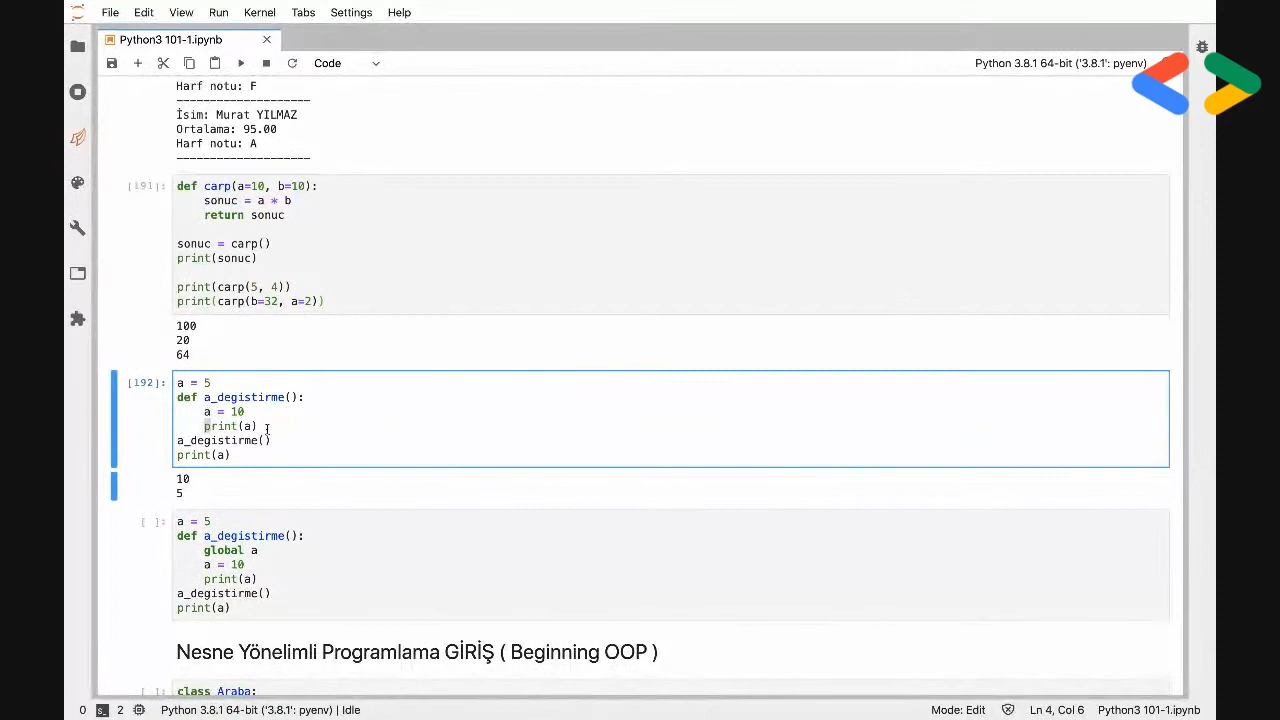 File Edit View Run Kernel Tabs Settings Help
Python3 101-1.ipynb
Code
Python 3.8.1 64-bit ('3.8.1': pyenv)
Harf notu: F
--------------------
İsim: Murat YILMAZ
Ortalama: 95.00
Harf notu: A
--------------------
[191]:
def carp(a=10, b=10):
    sonuc = a * b
    return sonuc
sonuc = carp()
print(sonuc)
print(carp(5, 4))
print(carp(b=32, a=2))
100
20
64
[192]:
a = 5
def a_degistirme():
    a = 10
    print(a)
a_degistirme()
print(a)
10
5
[ ]:
a = 5
def a_degistirme():
    global a
    a = 10
    print(a)
a_degistirme()
print(a)
Nesne Yönelimli Programlama GİRİŞ ( Beginning OOP )
[ ]:
class Araba:
0 2 Python 3.8.1 64-bit ('3.8.1': pyenv) | Idle Mode: Edit Ln 4, Col 6 Python3 101-1.ipynb